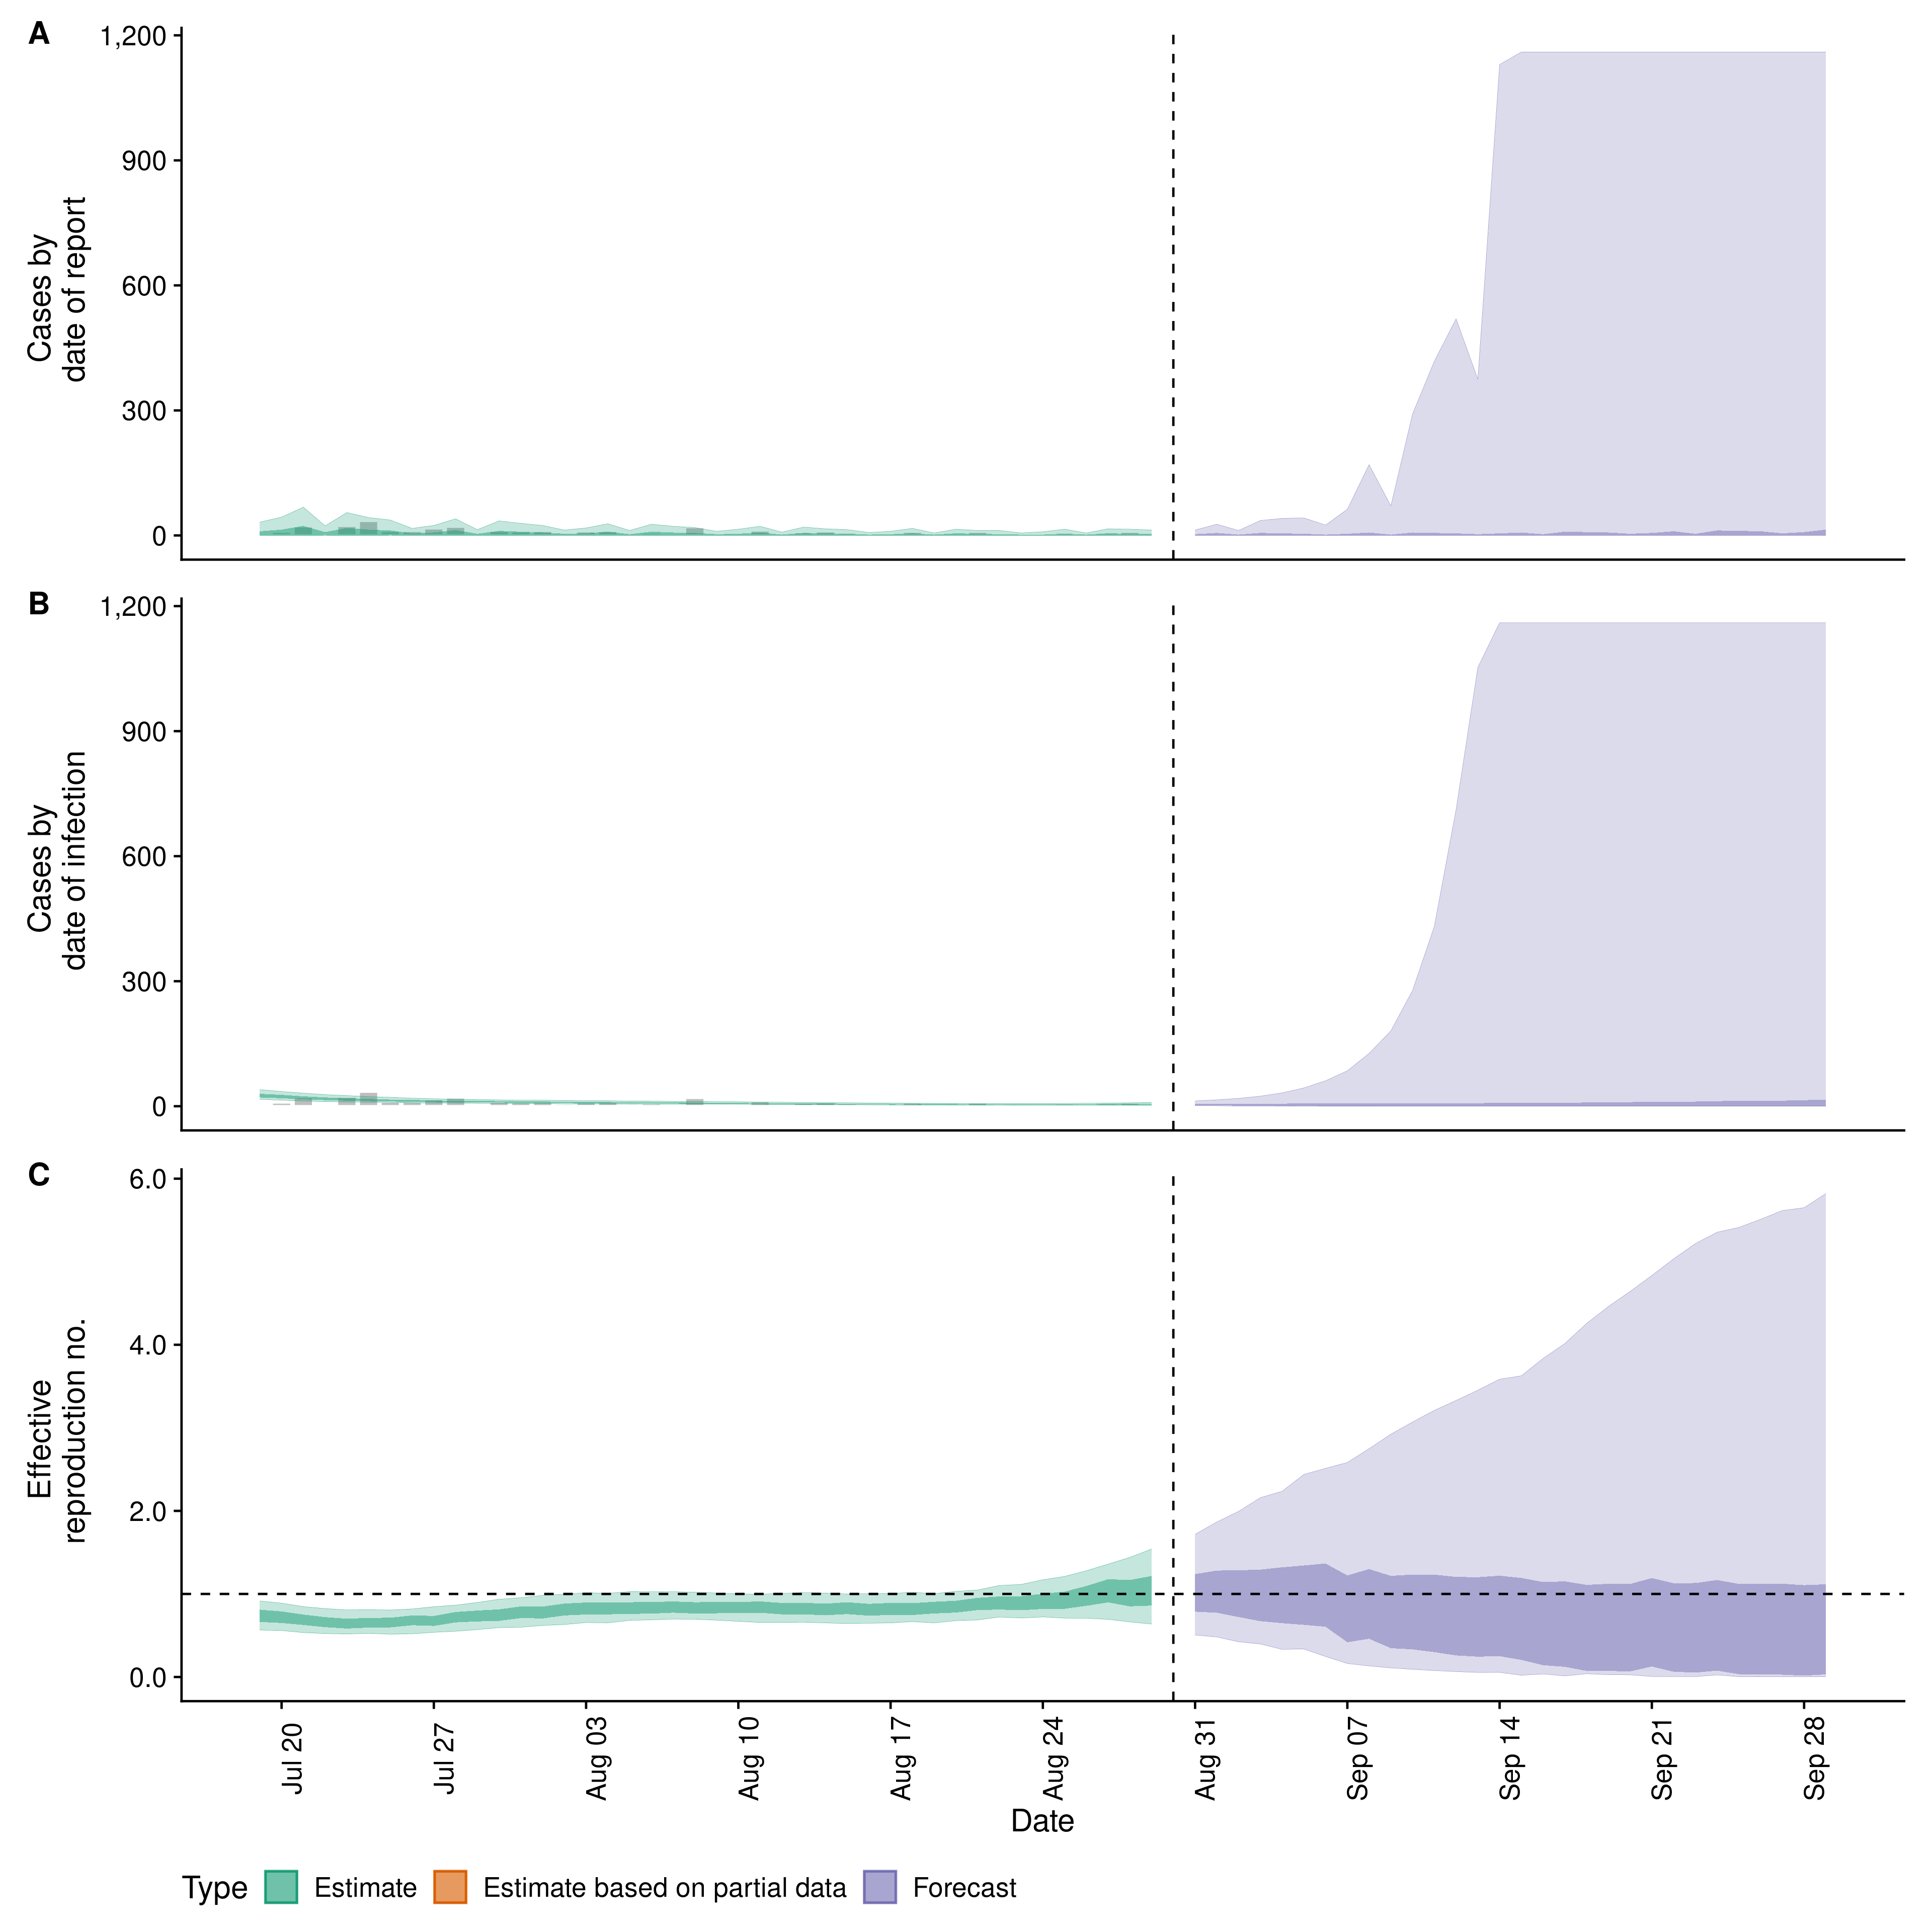 A
1,200
900
600
300
0
Cases by
date of report
B
1,200
900
600
300
0
Cases by
date of infection
C
6.0
4.0
2.0
0.0
Effective
reproduction no.
Jul 20
Jul 27
Aug 03
Aug 10
Aug 17
Aug 24
Aug 31
Sep 07
Sep 14
Sep 21
Sep 28
Date
Type Estimate Estimate based on partial data Forecast